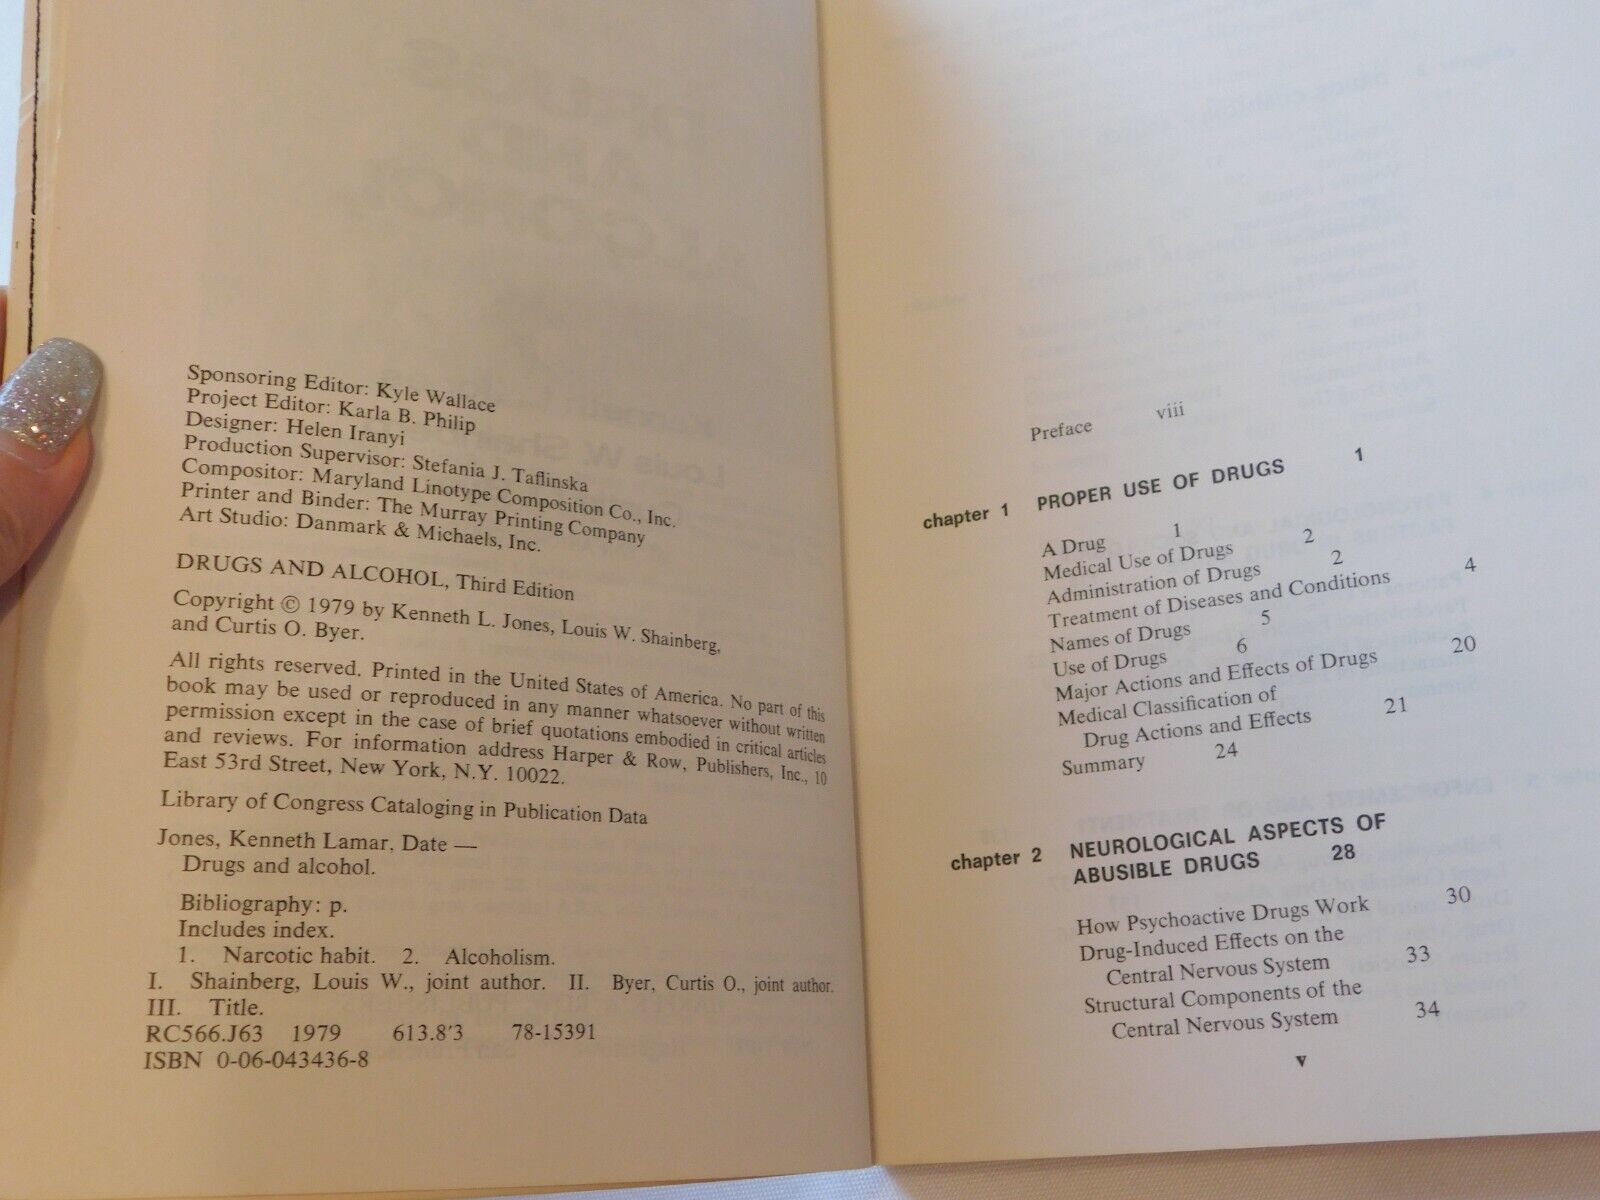 Sponsoring Editor: Kyle Wallace
Project Editor: Karla B. Philip
Designer: Helen Iranyi
Production Supervisor: Stefania J. Taflinska
Compositor: Maryland Linotype Composition Co., Inc.
Printer and Binder: The Murray Printing Company
Art Studio: Danmark & Michaels, Inc.
DRUGS AND ALCOHOL, Third Edition
Copyright © 1979 by Kenneth L. Jones, Louis W. Shainberg,
and Curtis O. Byer.
All rights reserved. Printed in the United States of America. No part of this
book may be used or reproduced in any manner whatsoever without written
permission except in the case of brief quotations embodied in critical articles
and reviews. For information address Harper & Row, Publishers, Inc., 10
East 53rd Street, New York, N.Y. 10022.
Library of Congress Cataloging in Publication Data
Jones, Kenneth Lamar, Date —
Drugs and alcohol.
Bibliography: p.
Includes index.
1. Narcotic habit. 2. Alcoholism.
I. Shainberg, Louis W., joint author. II. Byer, Curtis O., joint author.
III. Title.
RC566.J63 1979 613.8'3 78-15391
ISBN 0-06-043436-8
Preface viii
chapter 1 PROPER USE OF DRUGS 1
A Drug 1
Medical Use of Drugs 2
Administration of Drugs 2
Treatment of Diseases and Conditions 4
Names of Drugs 5
Use of Drugs 6
Major Actions and Effects of Drugs 20
Medical Classification of
Drug Actions and Effects 21
Summary 24
chapter 2 NEUROLOGICAL ASPECTS OF
ABUSIBLE DRUGS 28
How Psychoactive Drugs Work 30
Drug-Induced Effects on the
Central Nervous System 33
Structural Components of the
Central Nervous System 34
v